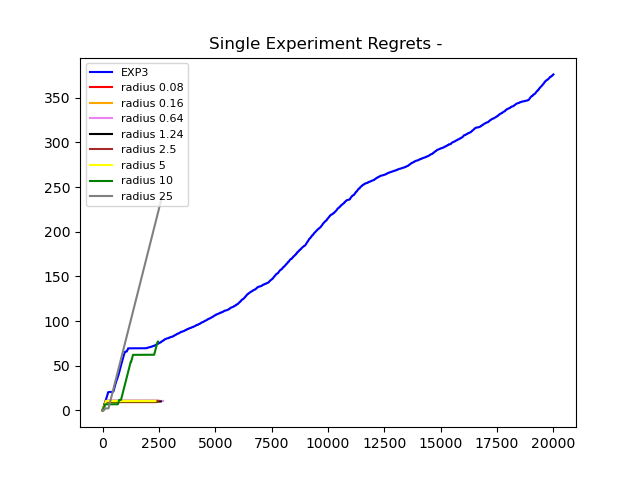 Single Experiment Regrets -
EXP3
radius 0.08
radius 0.16
radius 0.64
radius 1.24
radius 2.5
radius 5
radius 10
radius 25
350
300
250
200
150
100
50
0
0 2500 5000 7500 10000 12500 15000 17500 20000